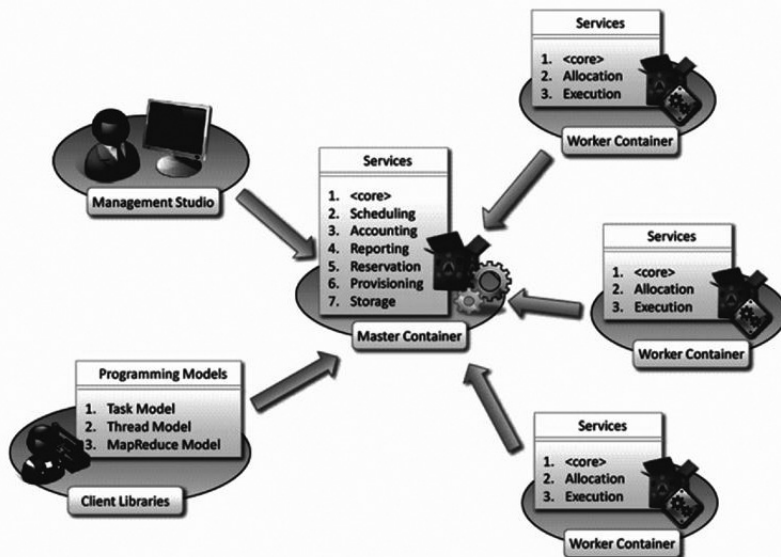 Management Studio
Programming Models
1. Task Model
2. Thread Model
3. MapReduce Model
Client Libraries
Services
1. <core>
2. Scheduling
3. Accounting
4. Reporting
5. Reservation
6. Provisioning
7. Storage
Master Container
Services
1. <core>
2. Allocation
3. Execution
Worker Container
Services
1. <core>
2. Allocation
3. Execution
Worker Container
Services
1. <core>
2. Allocation
3. Execution
Worker Container